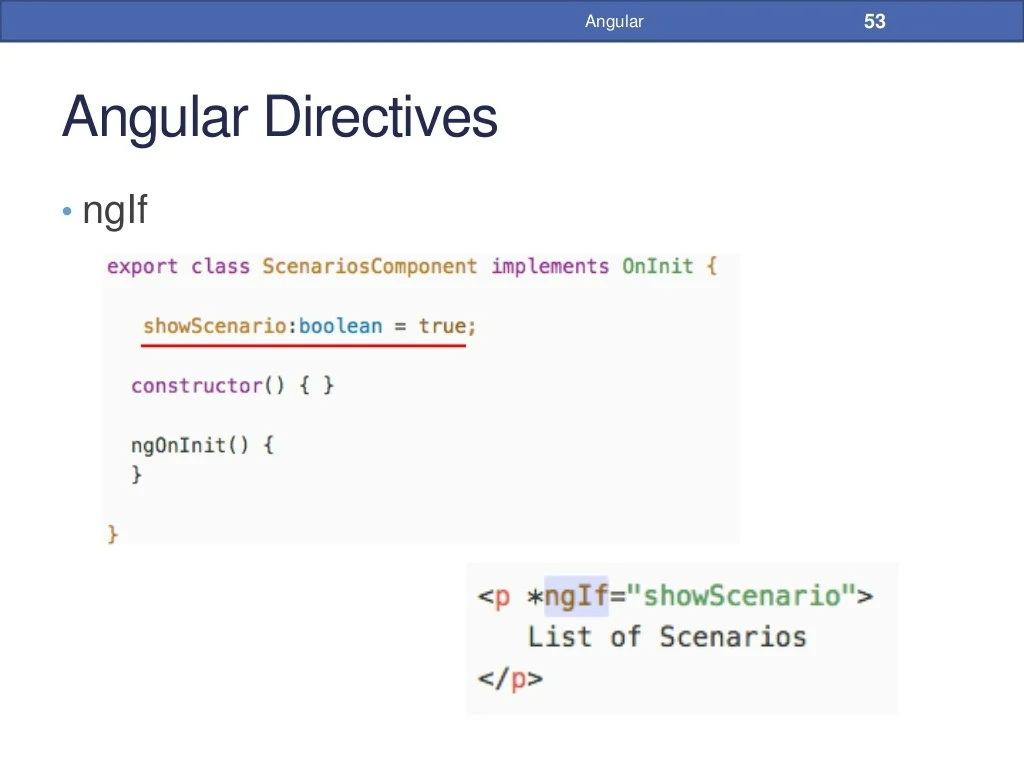 Angular 53
Angular Directives
• ngIf
export class ScenariosComponent implements OnInit {
showScenario:boolean = true;
constructor() { }
ngOnInit() {
}
}
<p *ngIf="showScenario">
List of Scenarios
</p>